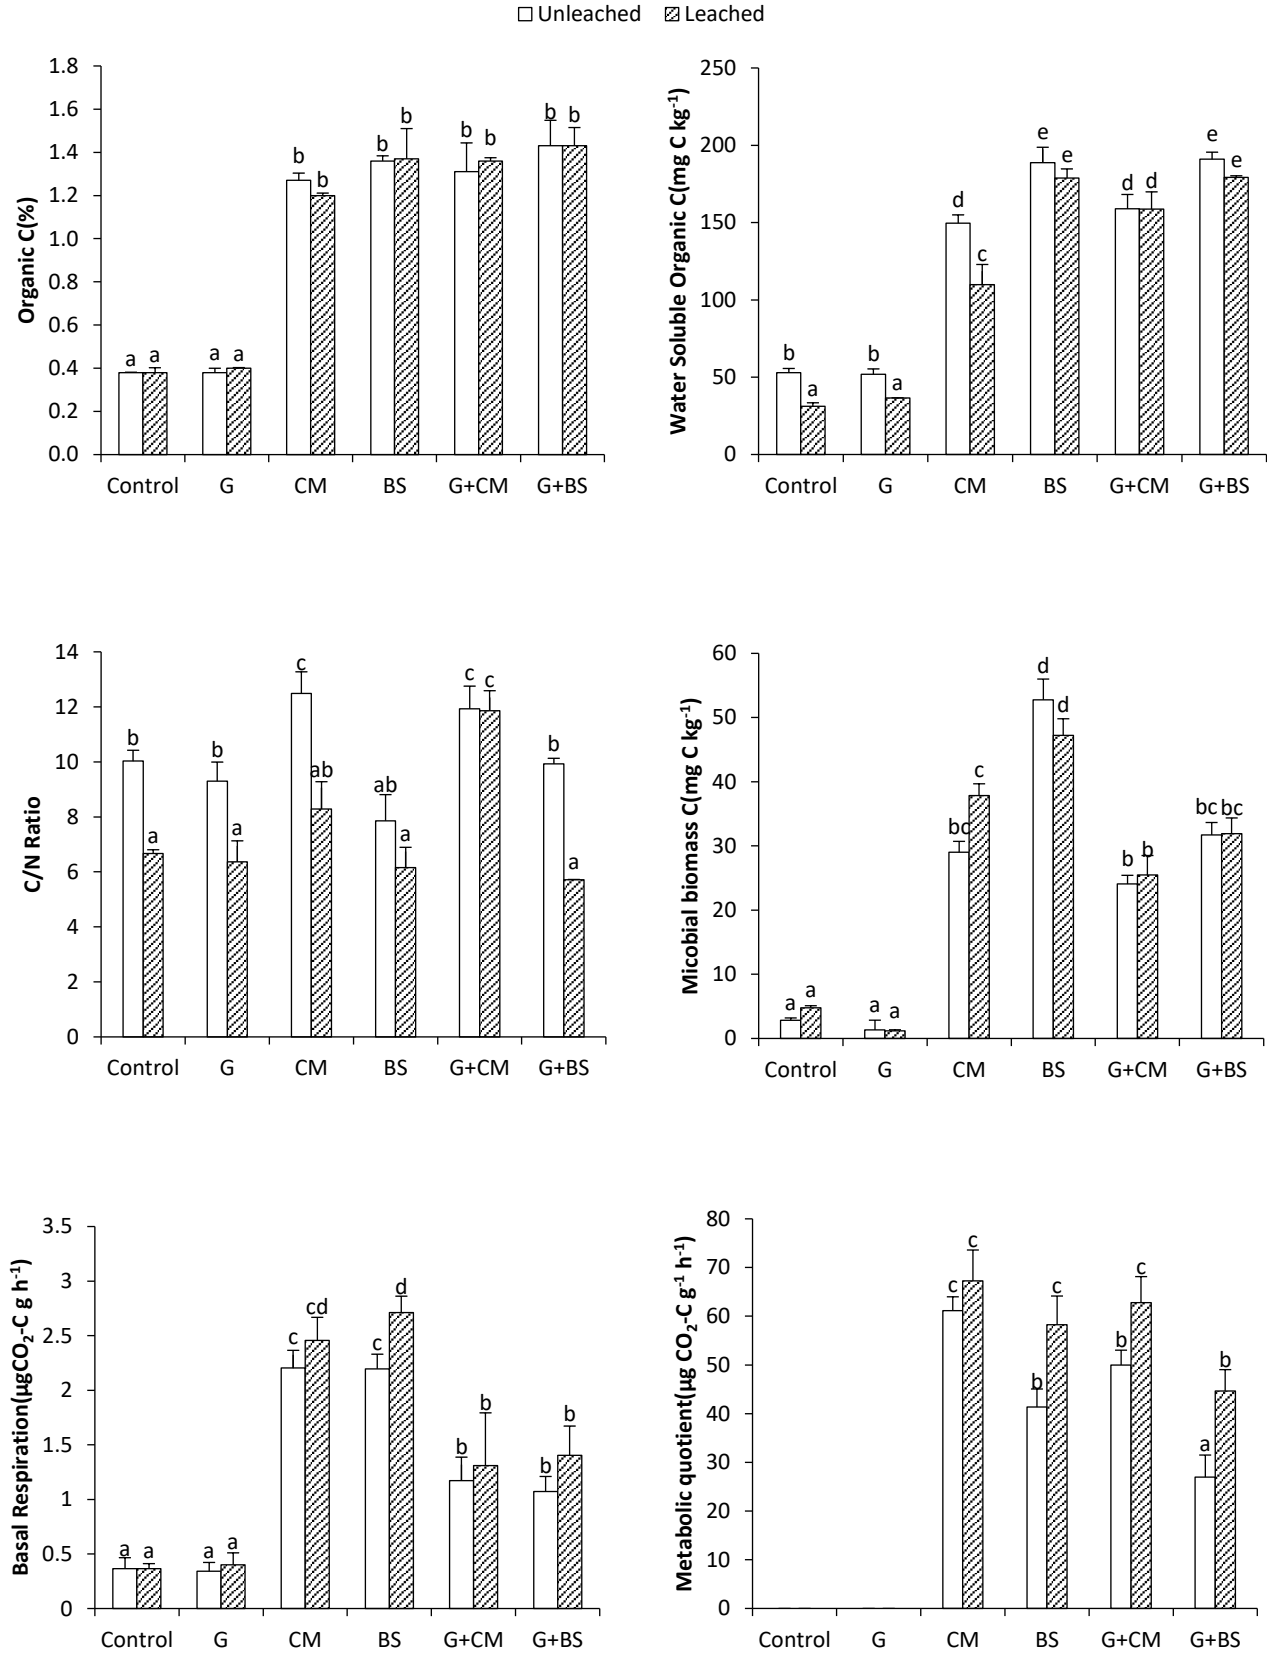 Unleached Leached
Organic C(%)
1.8
1.6
1.4
1.2
1.0
0.8
0.6
0.4
0.2
0.0
a a a a b b b b b b b b
Control G CM BS G+CM G+BS
Water Soluble Organic C(mg C kg-1)
250
200
150
100
50
0
b a b a d c e e d d e e
Control G CM BS G+CM G+BS
C/N Ratio
14
12
10
8
6
4
2
0
b a b a c ab ab a c c b a
Control G CM BS G+CM G+BS
Micobial biomass C(mg C kg-1)
60
50
40
30
20
10
0
a a a a bc c d d b b bc bc
Control G CM BS G+CM G+BS
Basal Respiration(µgCO2-C g h-1)
3.5
3
2.5
2
1.5
1
0.5
0
a a a a c cd c d b b b b
Control G CM BS G+CM G+BS
Metabolic quotient(µg CO2-C g-1 h-1)
80
70
60
50
40
30
20
10
0
c c b c b c a b
Control G CM BS G+CM G+BS